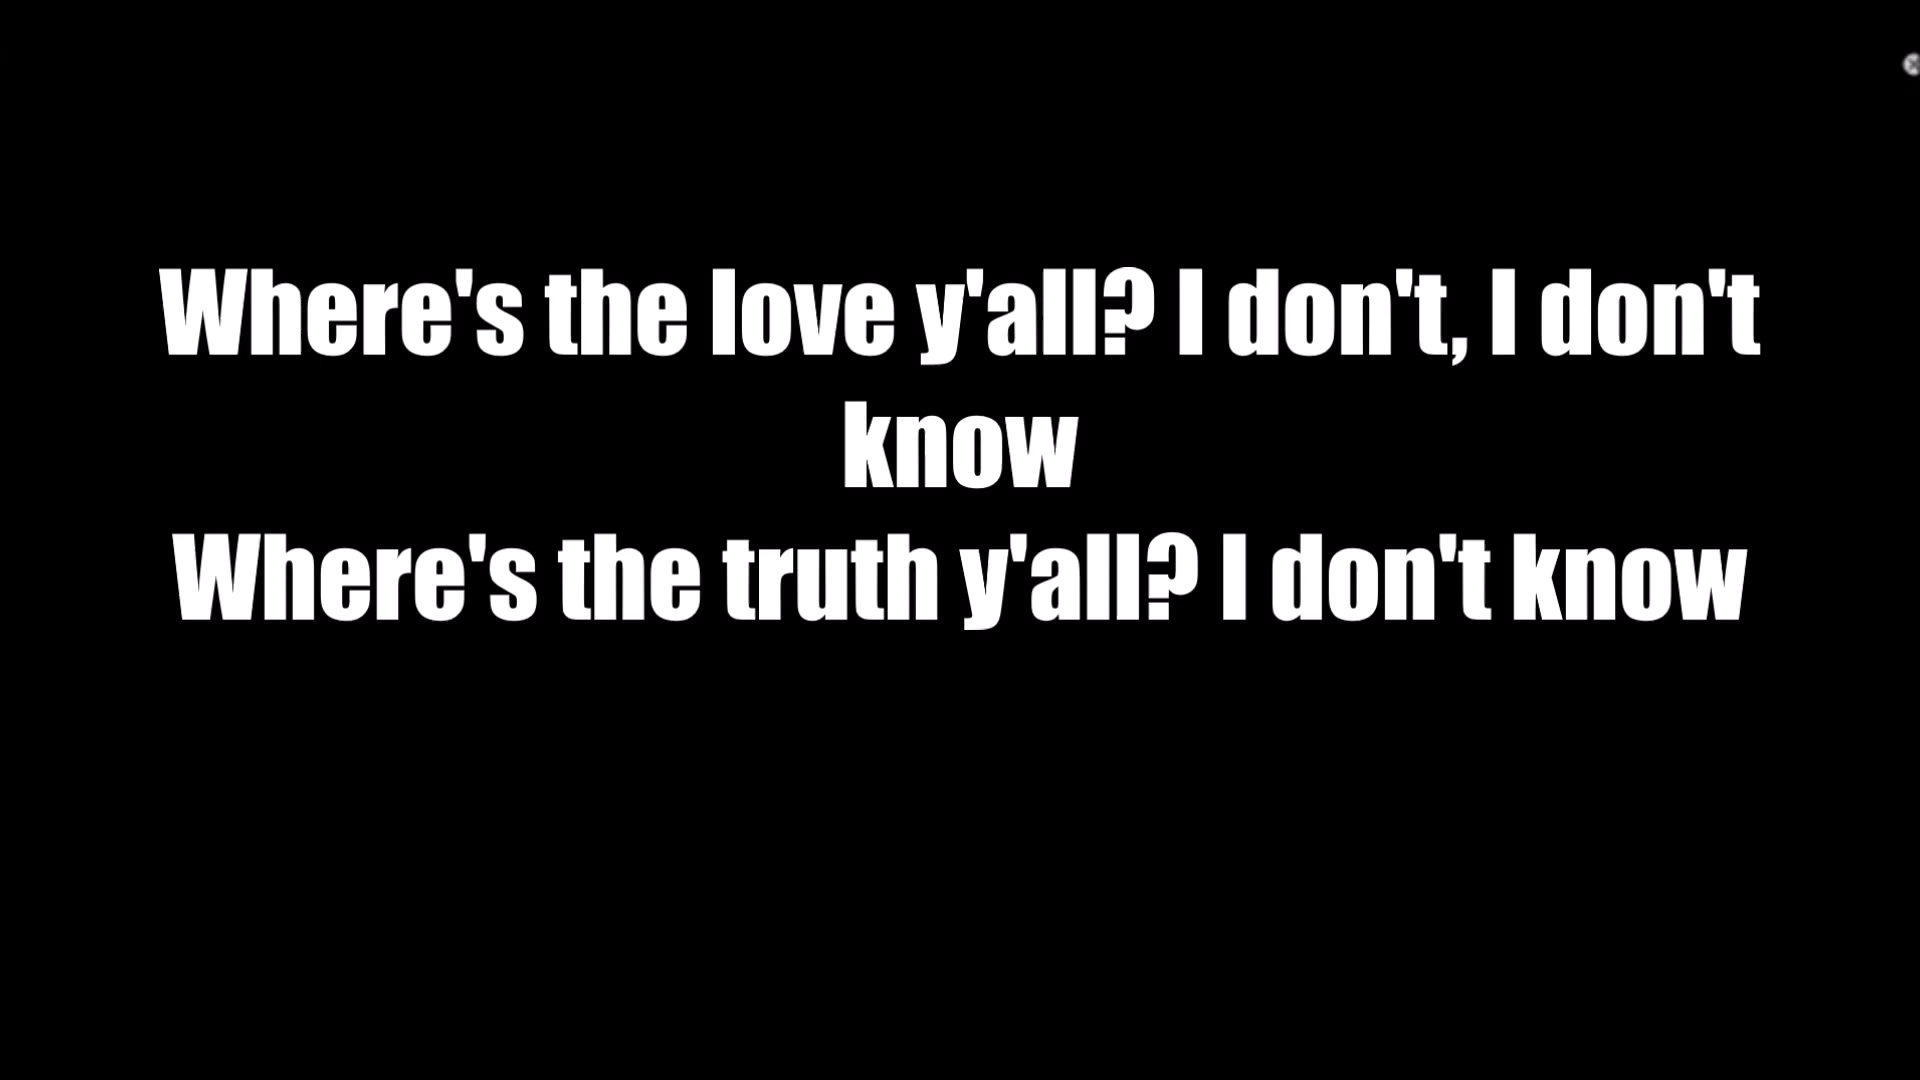 Where's the love y'all? I don't, I don't
know
Where's the truth y'all? I don't know